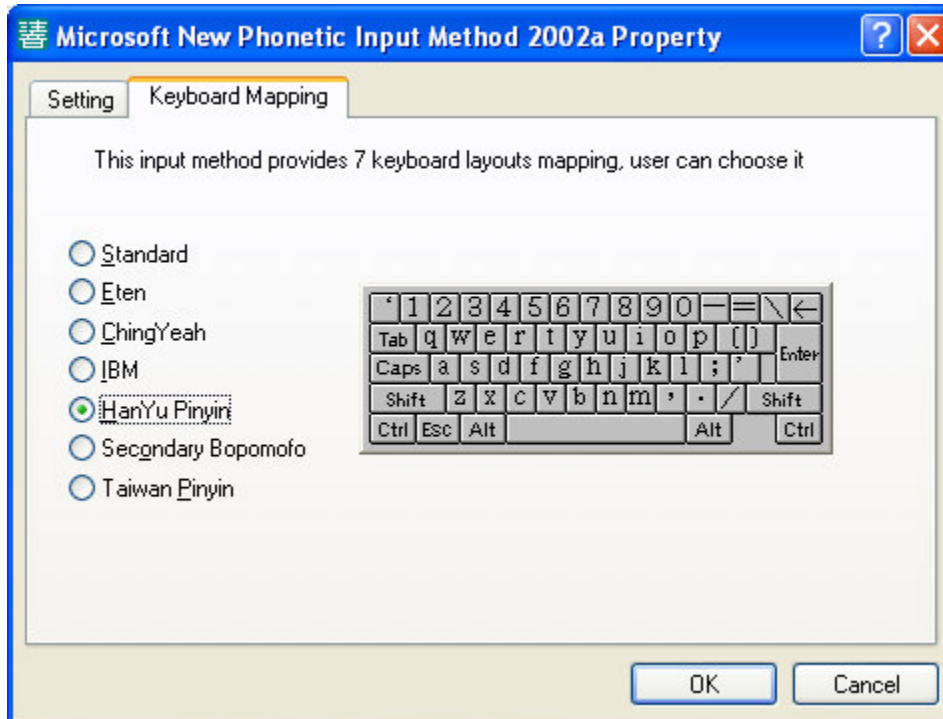 Microsoft New Phonetic Input Method 2002a Property
Setting
Keyboard Mapping
This input method provides 7 keyboard layouts mapping, user can choose it
Standard
Eten
ChingYeah
IBM
HanYu Pinyin
Secondary Bopomofo
Taiwan Pinyin
‘ 1 2 3 4 5 6 7 8 9 0 — = \ ←
Tab q w e r t y u i o p [ ]
Enter
Caps a s d f g h j k l ; ’
Shift z x c v b n m , . / Shift
Ctrl Esc Alt Alt Ctrl
OK
Cancel